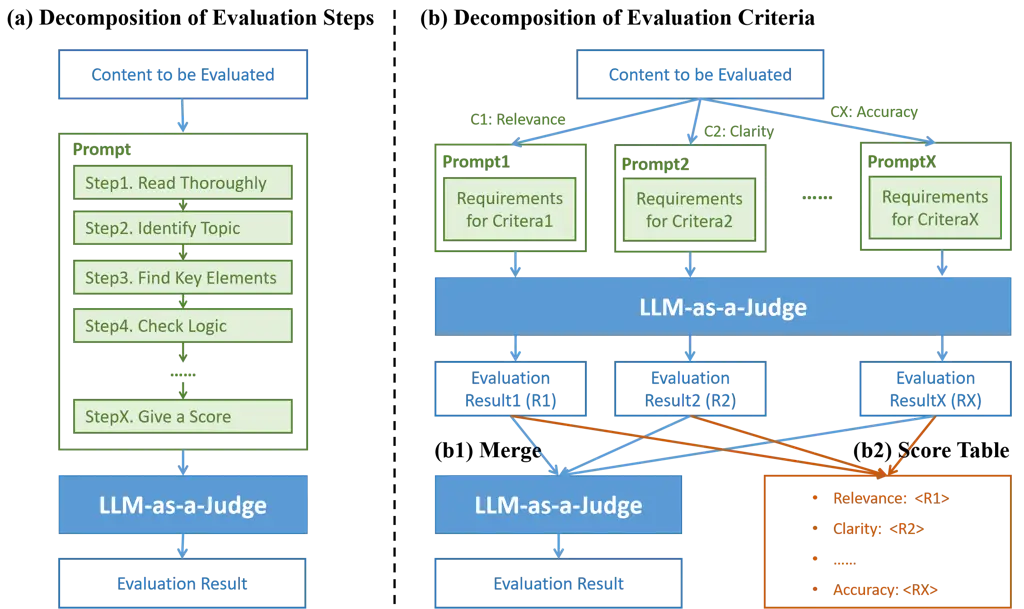 (a) Decomposition of Evaluation Steps
Content to be Evaluated
Prompt
Step1. Read Thoroughly
Step2. Identify Topic
Step3. Find Key Elements
Step4. Check Logic
......
StepX. Give a Score
LLM-as-a-Judge
Evaluation Result
(b) Decomposition of Evaluation Criteria
Content to be Evaluated
C1: Relevance
C2: Clarity
CX: Accuracy
Prompt1
Requirements
for Critera1
Prompt2
Requirements
for Critera2
......
PromptX
Requirements
for CriteraX
LLM-as-a-Judge
Evaluation
Result1 (R1)
Evaluation
Result2 (R2)
Evaluation
ResultX (RX)
(b1) Merge
LLM-as-a-Judge
Evaluation Result
(b2) Score Table
• Relevance: <R1>
• Clarity: <R2>
• ......
• Accuracy: <RX>